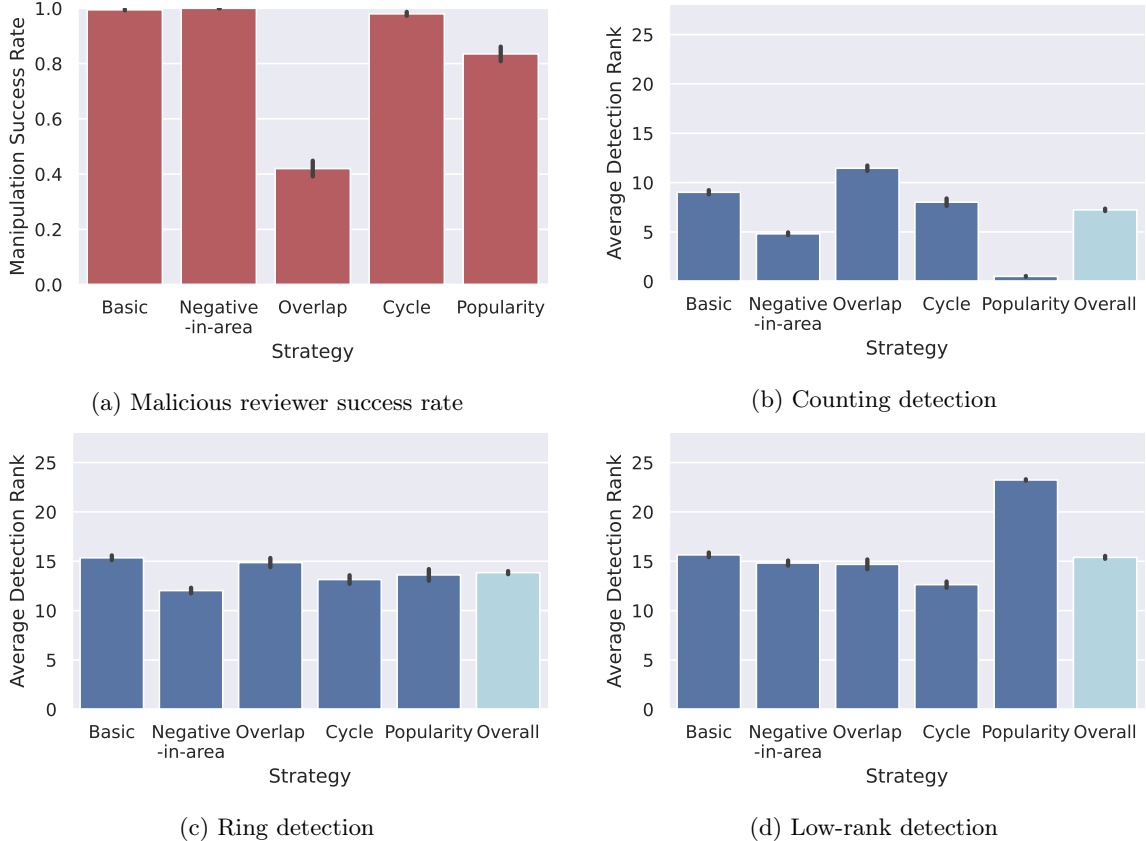 Manipulation Success Rate
1.0
0.8
0.6
0.4
0.2
0.0
Basic
Negative
-in-area
Overlap
Cycle
Popularity
Strategy
(a) Malicious reviewer success rate
Average Detection Rank
25
20
15
10
5
0
Basic
Negative
-in-area
Overlap
Cycle
Popularity
Overall
Strategy
(b) Counting detection
Average Detection Rank
25
20
15
10
5
0
Basic
Negative
-in-area
Overlap
Cycle
Popularity
Overall
Strategy
(c) Ring detection
Average Detection Rank
25
20
15
10
5
0
Basic
Negative
-in-area
Overlap
Cycle
Popularity
Overall
Strategy
(d) Low-rank detection